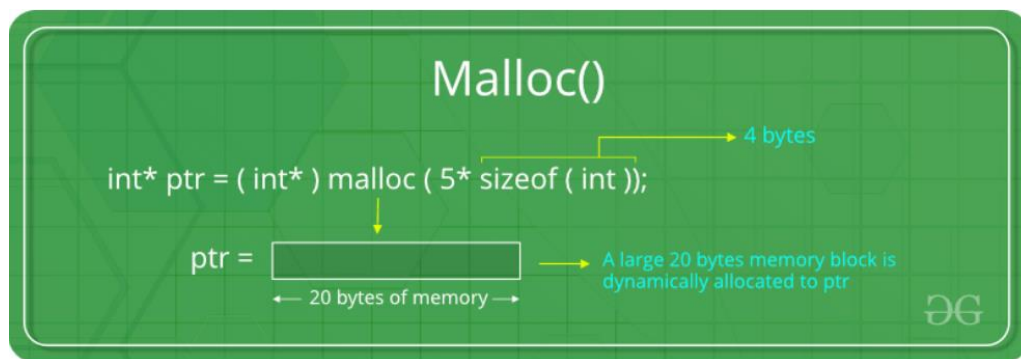 Malloc()
4 bytes
int* ptr = ( int* ) malloc ( 5* sizeof ( int ));
ptr =
A large 20 bytes memory block is
dynamically allocated to ptr
20 bytes of memory